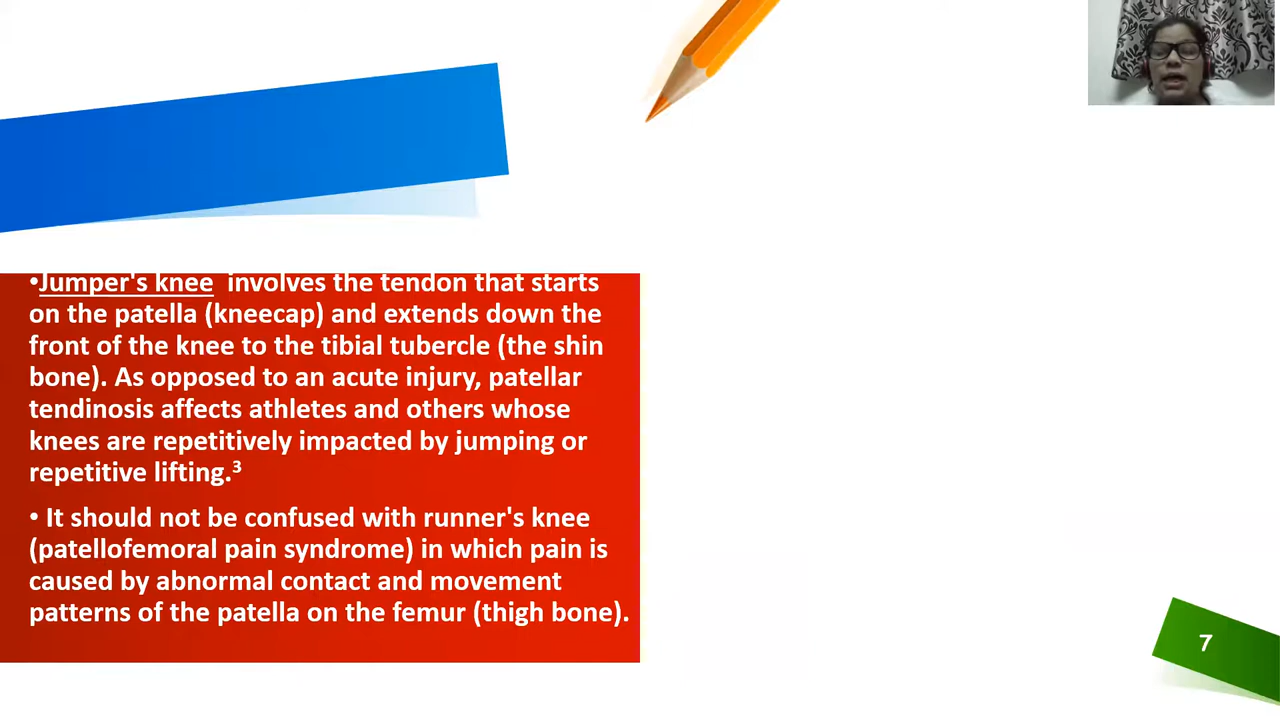 •Jumper's knee involves the tendon that starts
on the patella (kneecap) and extends down the
front of the knee to the tibial tubercle (the shin
bone). As opposed to an acute injury, patellar
tendinosis affects athletes and others whose
knees are repetitively impacted by jumping or
repetitive lifting.³
• It should not be confused with runner's knee
(patellofemoral pain syndrome) in which pain is
caused by abnormal contact and movement
patterns of the patella on the femur (thigh bone).
7